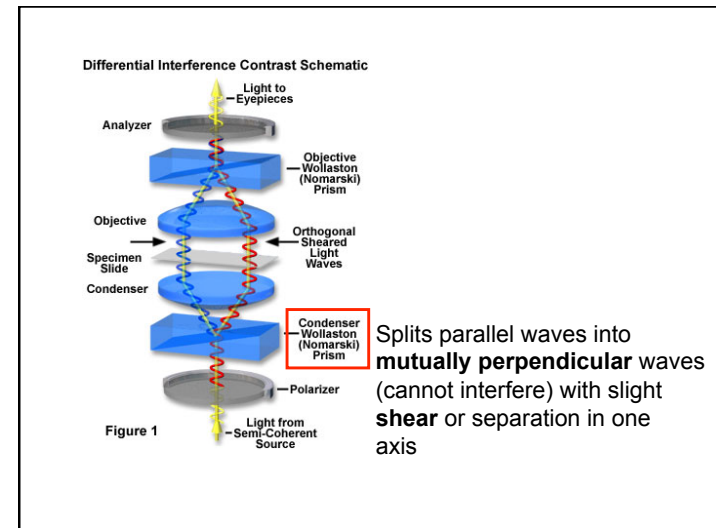 Differential Interference Contrast Schematic
Light to
Eyepieces
Analyzer
Objective
Wollaston
(Nomarski)
Prism
Objective
Orthogonal
Sheared
Light
Waves
Specimen
Slide
Condenser
Condenser
Wollaston
(Nomarski)
Prism
Splits parallel waves into
mutually perpendicular waves
(cannot interfere) with slight
shear or separation in one
axis
Polarizer
Light from
Semi-Coherent
Source
Figure 1